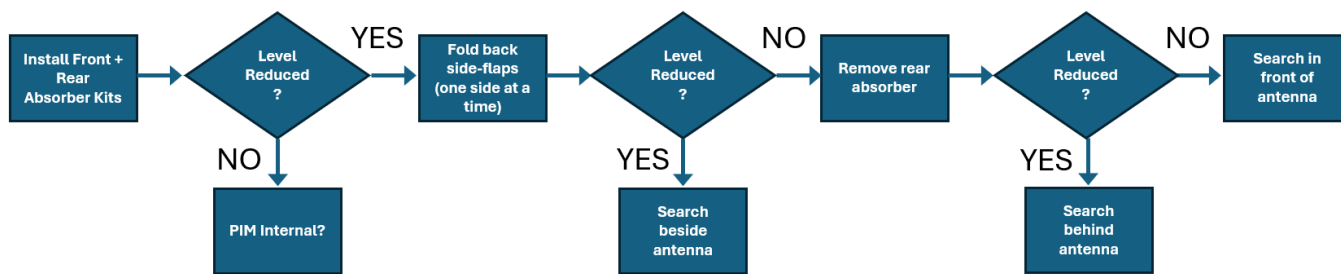 Install Front +
Rear
Absorber Kits
Level
Reduced
?
YES
NO
PIM Internal?
Fold back
side-flaps
(one side at a
time)
Level
Reduced
?
NO
YES
Search
beside
antenna
Remove rear
absorber
Level
Reduced
?
NO
YES
Search
behind
antenna
Search in
front of
antenna